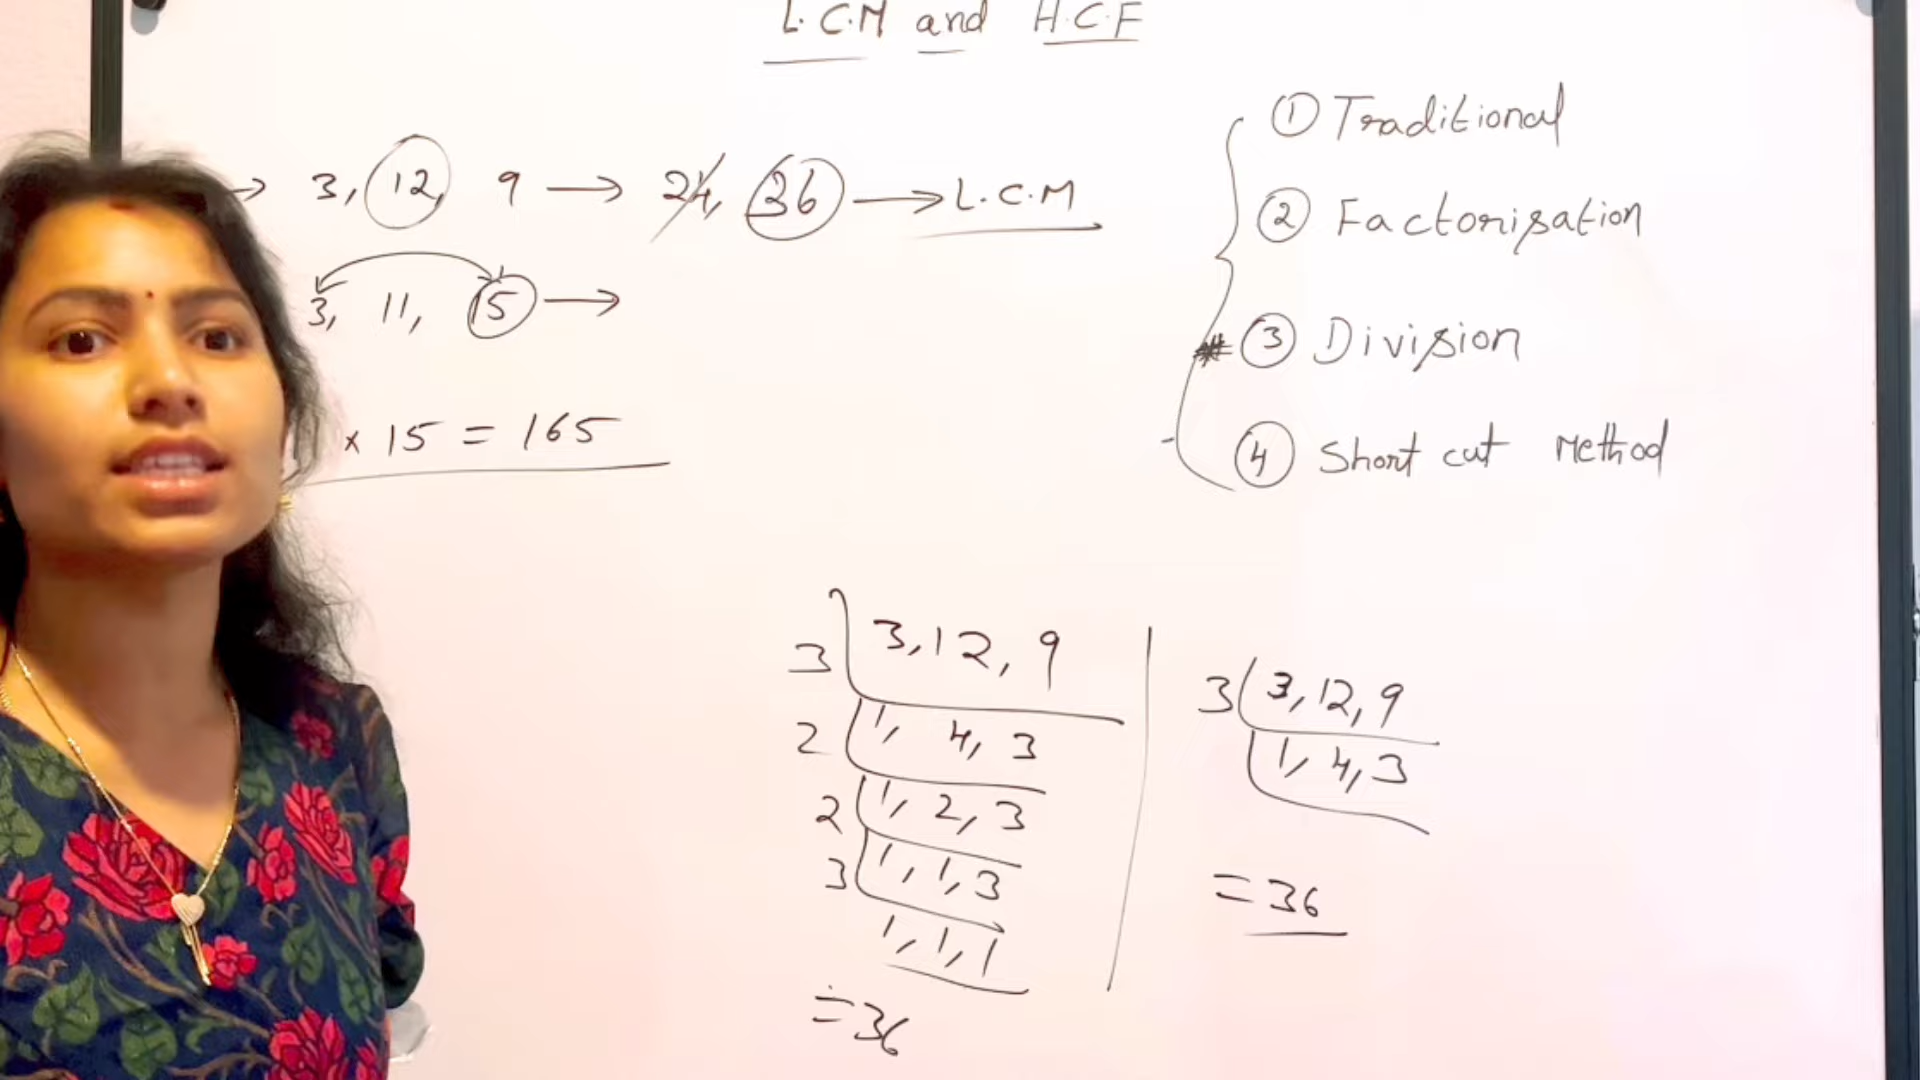 L.C.M and H.C.F
→ 3, 12, 9 → 24, 36 → L.C.M
3, 11, 15 →
× 15 = 165
① Traditional
② Factorisation
③ Division
④ Short cut Method
3 3, 12, 9
2 1, 4, 3
2 1, 2, 3
3 1, 1, 3
1, 1, 1
= 36
3 3, 12, 9
1, 4, 3
= 36